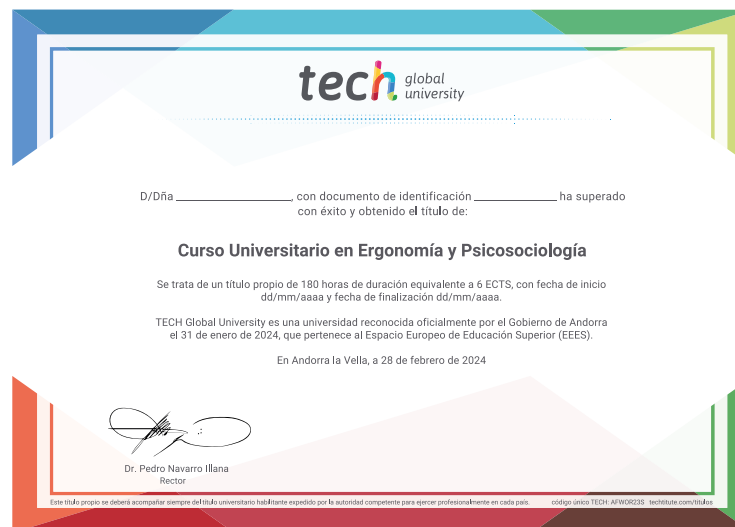 tech global university
D/Dña ____________________, con documento de identificación ______________ ha superado
con éxito y obtenido el título de:
Curso Universitario en Ergonomía y Psicosociología
Se trata de un título propio de 180 horas de duración equivalente a 6 ECTS, con fecha de inicio
dd/mm/aaaa y fecha de finalización dd/mm/aaaa.
TECH Global University es una universidad reconocida oficialmente por el Gobierno de Andorra
el 31 de enero de 2024, que pertenece al Espacio Europeo de Educación Superior (EEES).
En Andorra la Vella, a 28 de febrero de 2024
Dr. Pedro Navarro Illana
Rector
Este título propio se deberá acompañar siempre del título universitario habilitante expedido por la autoridad competente para ejercer profesionalmente en cada país. código único TECH: AFWOR23S techtitute.com/titulos